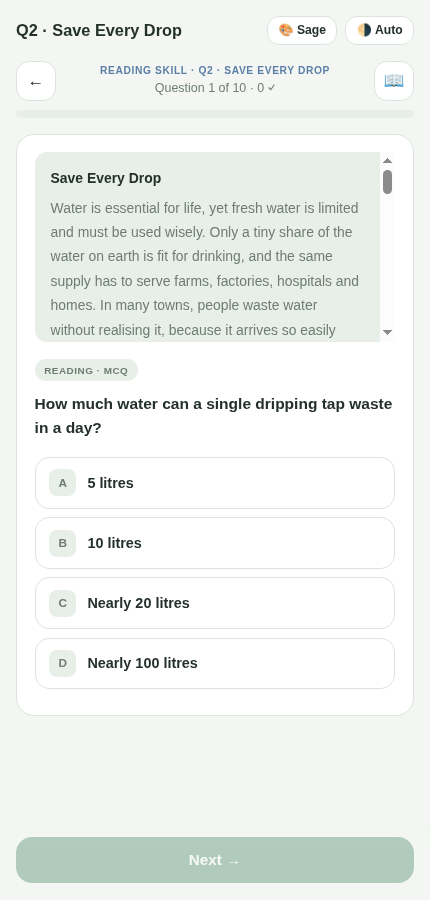 Q2 · Save Every Drop
🎨 Sage
🌗 Auto
←
READING SKILL · Q2 · SAVE EVERY DROP
Question 1 of 10 · 0 ✓
📖
Save Every Drop
Water is essential for life, yet fresh water is limited
and must be used wisely. Only a tiny share of the
water on earth is fit for drinking, and the same
supply has to serve farms, factories, hospitals and
homes. In many towns, people waste water
without realising it, because it arrives so easily
READING · MCQ
How much water can a single dripping tap waste
in a day?
A 5 litres
B 10 litres
C Nearly 20 litres
D Nearly 100 litres
Next →